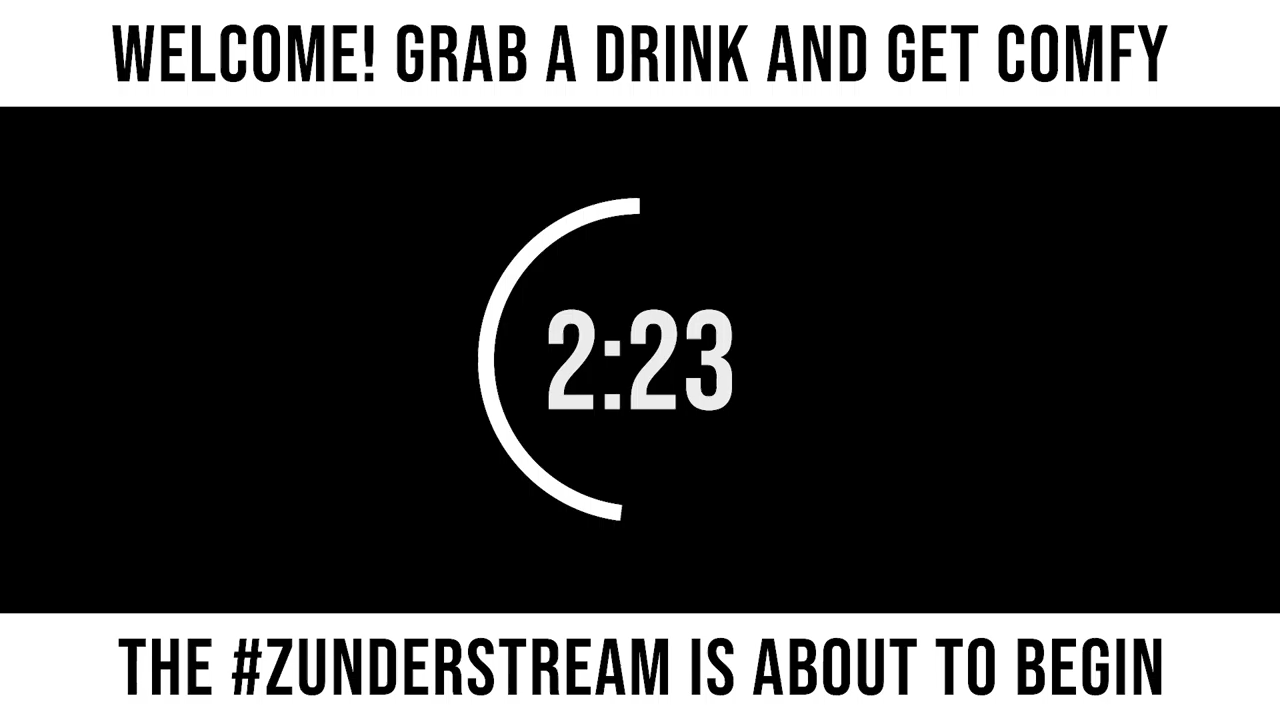 WELCOME! GRAB A DRINK AND GET COMFY
2:23
THE #ZUNDERSTREAM IS ABOUT TO BEGIN